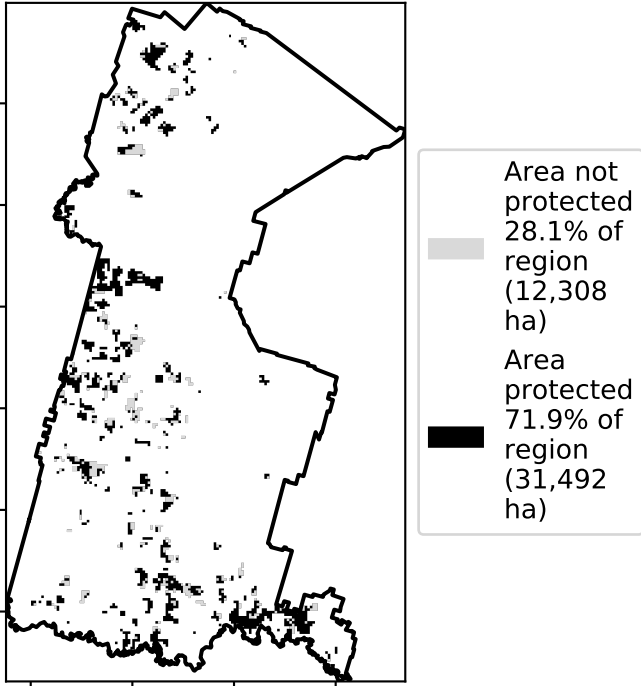 Area not
protected
28.1% of
region
(12,308
ha)
Area
protected
71.9% of
region
(31,492
ha)